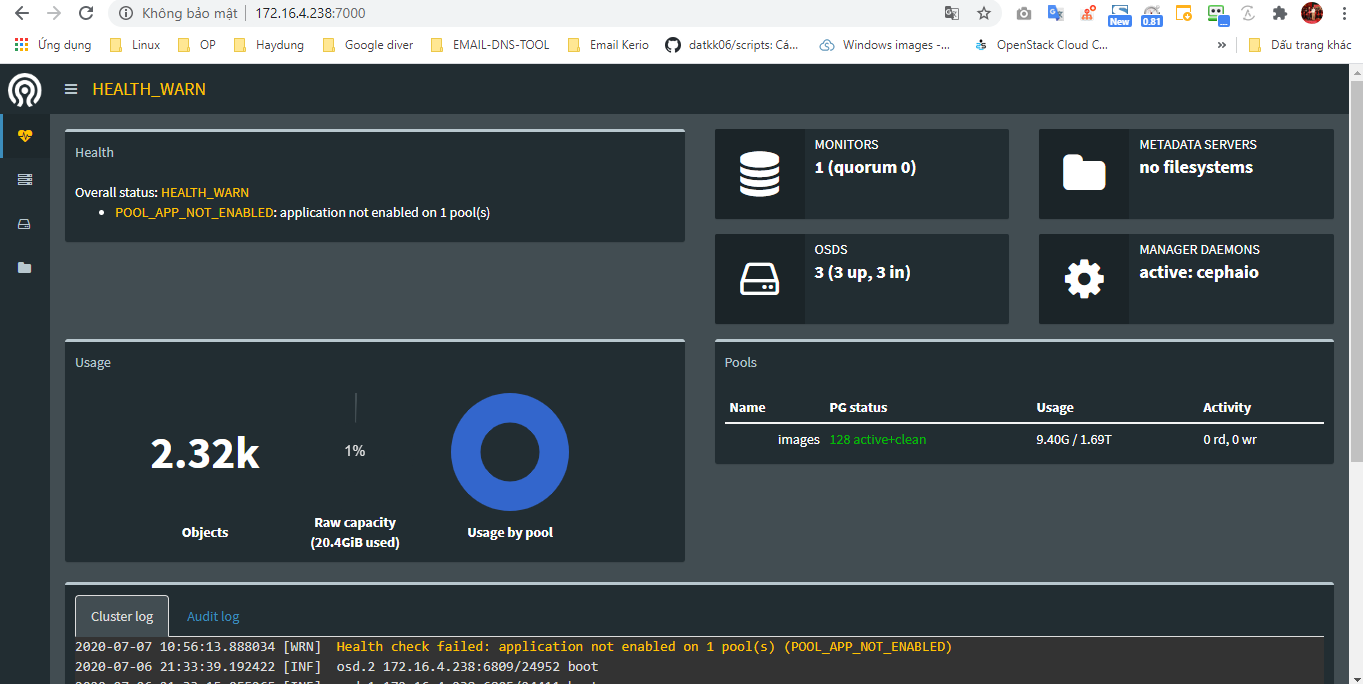 Không bảo mật | 172.16.4.238:7000
New 0.81
Ứng dụng Linux OP Haydung Google diver EMAIL-DNS-TOOL Email Kerio datkk06/scripts: Cá... Windows images -... OpenStack Cloud C... » Dấu trang khác
HEALTH_WARN
Health
Overall status: HEALTH_WARN
• POOL_APP_NOT_ENABLED: application not enabled on 1 pool(s)
MONITORS
1 (quorum 0)
METADATA SERVERS
no filesystems
OSDS
3 (3 up, 3 in)
MANAGER DAEMONS
active: cephaio
Usage
2.32k
Objects
1%
Raw capacity
(20.4GiB used)
Usage by pool
Pools
Name PG status Usage Activity
images 128 active+clean 9.40G / 1.69T 0 rd, 0 wr
Cluster log Audit log
2020-07-07 10:56:13.888034 [WRN] Health check failed: application not enabled on 1 pool(s) (POOL_APP_NOT_ENABLED)
2020-07-06 21:33:39.192422 [INF] osd.2 172.16.4.238:6809/24952 boot